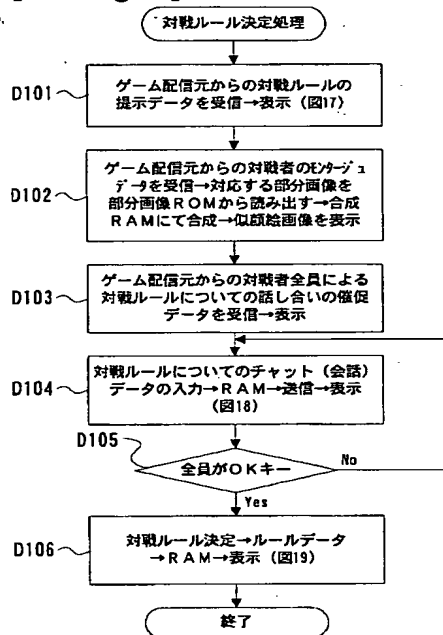 対戦ルール決定処理
D101
ゲーム配信元からの対戦ルールの
提示データを受信→表示（図17）
D102
ゲーム配信元からの対戦者のモンタージュ
データを受信→対応する部分画像を
部分画像ROMから読み出す→合成
RAMにて合成→似顔絵画像を表示
D103
ゲーム配信元からの対戦者全員による
対戦ルールについての話し合いの催促
データを受信→表示
D104
対戦ルールについてのチャット（会話）
データの入力→RAM→送信→表示
（図18）
D105
全員がOKキー
No
Yes
D106
対戦ルール決定→ルールデータ
→RAM→表示（図19）
終了